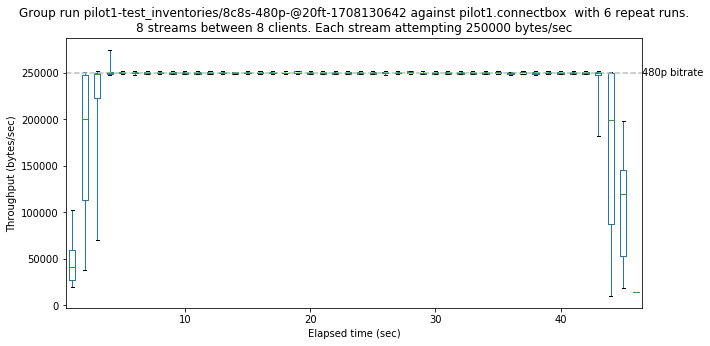 Group run pilot1-test_inventories/8c8s-480p-@20ft-1708130642 against pilot1.connectbox  with 6 repeat runs.
8 streams between 8 clients. Each stream attempting 250000 bytes/sec
250000
480p bitrate
200000
150000
100000
50000
0
Throughput (bytes/sec)
10
20
30
40
Elapsed time (sec)